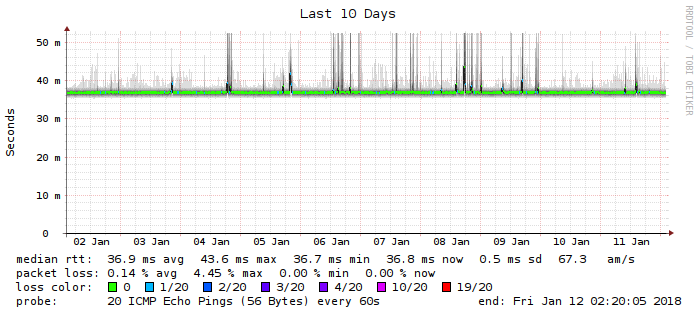 Last 10 Days
RRDTOOL / TOBI OETIKER
Seconds
50 m
40 m
30 m
20 m
10 m
0
02 Jan 03 Jan 04 Jan 05 Jan 06 Jan 07 Jan 08 Jan 09 Jan 10 Jan 11 Jan
median rtt: 36.9 ms avg 43.6 ms max 36.7 ms min 36.8 ms now 0.5 ms sd 67.3 am/s
packet loss: 0.14 % avg 4.45 % max 0.00 % min 0.00 % now
loss color: 0 1/20 2/20 3/20 4/20 10/20 19/20
probe: 20 ICMP Echo Pings (56 Bytes) every 60s end: Fri Jan 12 02:20:05 2018